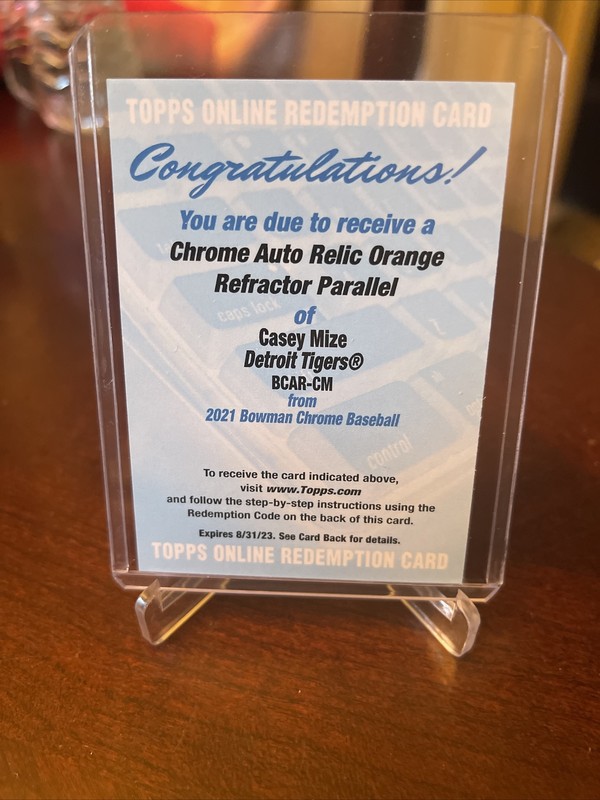 TOPPS ONLINE REDEMPTION CARD
Congratulations!
You are due to receive a
Chrome Auto Relic Orange
Refractor Parallel
of
Casey Mize
Detroit Tigers®
BCAR-CM
from
2021 Bowman Chrome Baseball
caps lock
control
To receive the card indicated above,
visit www.Topps.com
and follow the step-by-step instructions using the
Redemption Code on the back of this card.
Expires 8/31/23. See Card Back for details.
TOPPS ONLINE REDEMPTION CARD